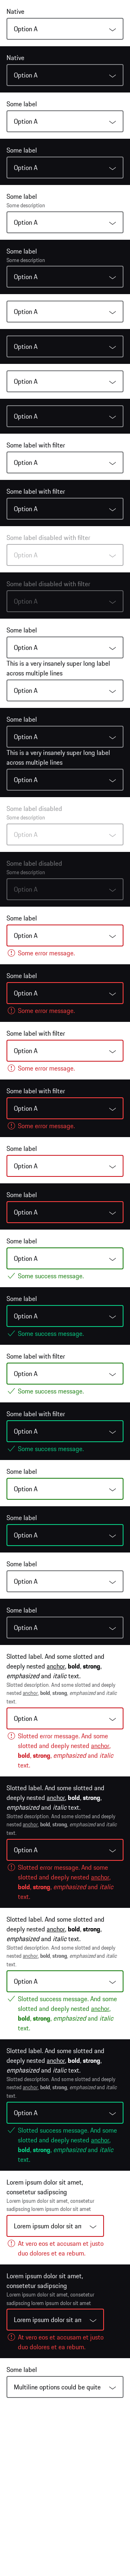 Native
Option A
Native
Option A
Some label
Option A
Some label
Option A
Some label
Some description
Option A
Some label
Some description
Option A
Option A
Option A
Option A
Option A
Some label with filter
Option A
Some label with filter
Option A
Some label disabled with filter
Option A
Some label disabled with filter
Option A
Some label
Option A
This is a very insanely super long label
across multiple lines
Option A
Some label
Option A
This is a very insanely super long label
across multiple lines
Option A
Some label disabled
Some description
Option A
Some label disabled
Some description
Option A
Some label
Option A
Some error message.
Some label
Option A
Some error message.
Some label with filter
Option A
Some error message.
Some label with filter
Option A
Some error message.
Some label
Option A
Some label
Option A
Some label
Option A
Some success message.
Some label
Option A
Some success message.
Some label with filter
Option A
Some success message.
Some label with filter
Option A
Some success message.
Some label
Option A
Some label
Option A
Some label
Option A
Some label
Option A
Slotted label. And some slotted and
deeply nested anchor, bold, strong,
emphasized and italic text.
Slotted description. And some slotted and deeply
nested anchor, bold, strong, emphasized and italic
text.
Option A
Slotted error message. And some
slotted and deeply nested anchor,
bold, strong, emphasized and italic
text.
Slotted label. And some slotted and
deeply nested anchor, bold, strong,
emphasized and italic text.
Slotted description. And some slotted and deeply
nested anchor, bold, strong, emphasized and italic
text.
Option A
Slotted error message. And some
slotted and deeply nested anchor,
bold, strong, emphasized and italic
text.
Slotted label. And some slotted and
deeply nested anchor, bold, strong,
emphasized and italic text.
Slotted description. And some slotted and deeply
nested anchor, bold, strong, emphasized and italic
text.
Option A
Slotted success message. And some
slotted and deeply nested anchor,
bold, strong, emphasized and italic
text.
Slotted label. And some slotted and
deeply nested anchor, bold, strong,
emphasized and italic text.
Slotted description. And some slotted and deeply
nested anchor, bold, strong, emphasized and italic
text.
Option A
Slotted success message. And some
slotted and deeply nested anchor,
bold, strong, emphasized and italic
text.
Lorem ipsum dolor sit amet,
consetetur sadipscing
Lorem ipsum dolor sit amet, consetetur
sadipscing lorem ipsum dolor sit amet
Lorem ipsum dolor sit am
At vero eos et accusam et justo
duo dolores et ea rebum.
Lorem ipsum dolor sit amet,
consetetur sadipscing
Lorem ipsum dolor sit amet, consetetur
sadipscing lorem ipsum dolor sit amet
Lorem ipsum dolor sit am
At vero eos et accusam et justo
duo dolores et ea rebum.
Some label
Multiline options could be quite